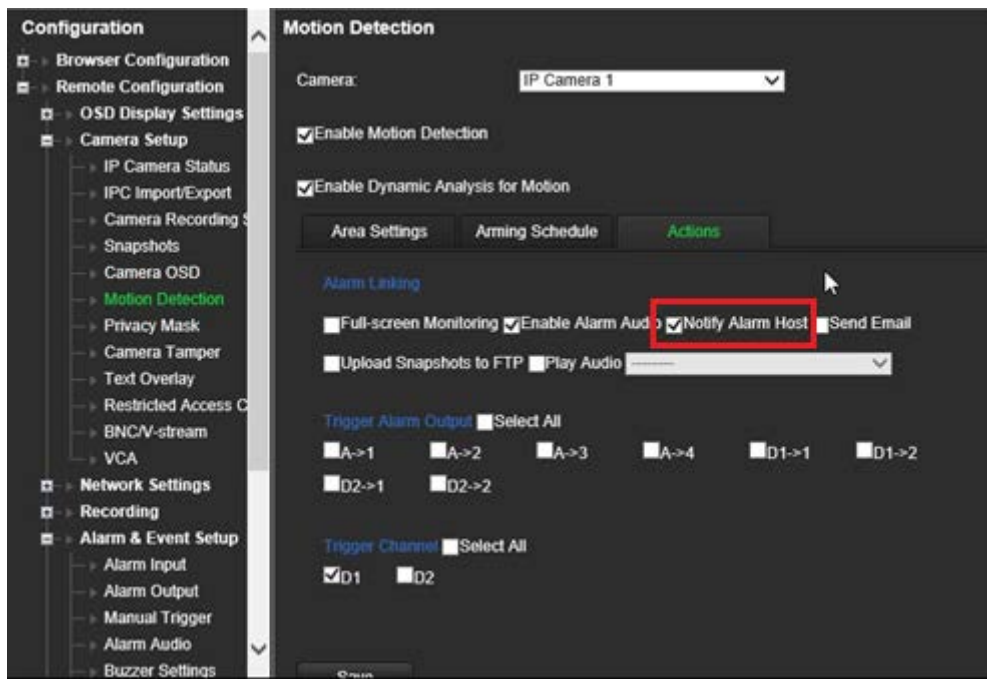 Configuration
Browser Configuration
Remote Configuration
OSD Display Settings
Camera Setup
IP Camera Status
IPC Import/Export
Camera Recording S
Snapshots
Camera OSD
Motion Detection
Privacy Mask
Camera Tamper
Text Overlay
Restricted Access C
BNC/V-stream
VCA
Network Settings
Recording
Alarm & Event Setup
Alarm Input
Alarm Output
Manual Trigger
Alarm Audio
Buzzer Settings
Motion Detection
Camera: IP Camera 1
Enable Motion Detection
Enable Dynamic Analysis for Motion
Area Settings Arming Schedule Actions
Alarm Linking
Full-screen Monitoring Enable Alarm Audio Notify Alarm Host Send Email
Upload Snapshots to FTP Play Audio ---------
Trigger Alarm Output Select All
A->1 A->2 A->3 A->4 D1->1 D1->2
D2->1 D2->2
Trigger Channel Select All
D1 D2
Save